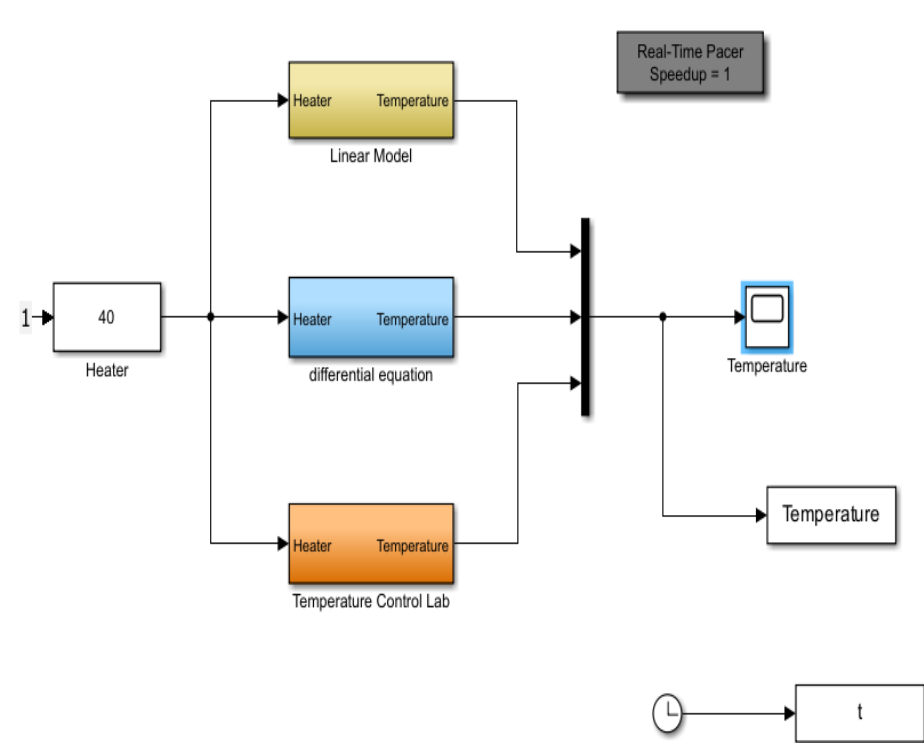 Real-Time Pacer
Speedup = 1
Heater Temperature
Linear Model
1
40
Heater
Heater Temperature
differential equation
Temperature
Heater Temperature
Temperature Control Lab
Temperature
t